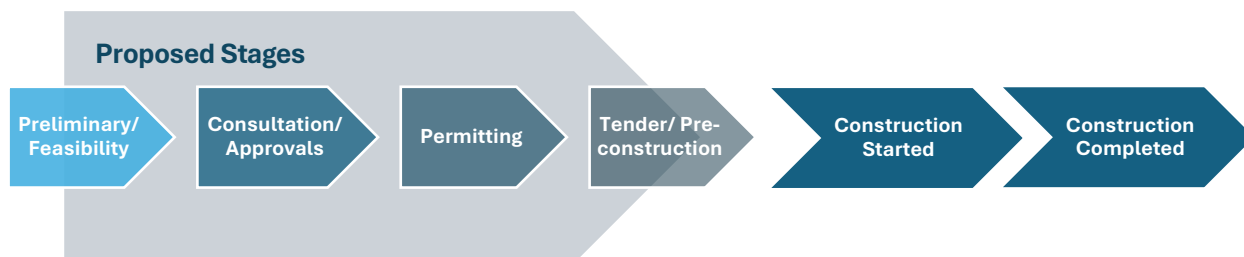 Proposed Stages
Preliminary/
Feasibility
Consultation/
Approvals
Permitting
Tender/ Pre-
construction
Construction
Started
Construction
Completed